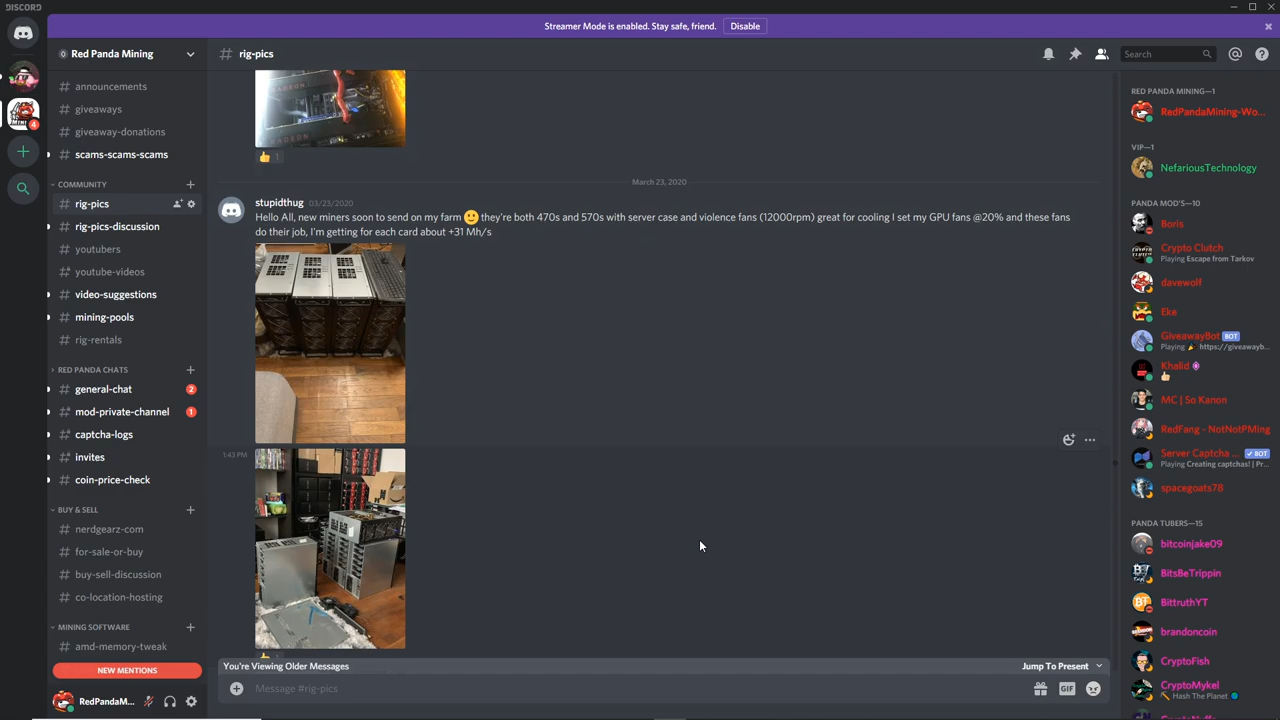 DISCORD
Streamer Mode is enabled. Stay safe, friend.
Disable
Red Panda Mining
announcements
giveaways
giveaway-donations
scams-scams-scams
COMMUNITY
rig-pics
rig-pics-discussion
youtubers
youtube-videos
video-suggestions
mining-pools
rig-rentals
RED PANDA CHATS
general-chat 2
mod-private-channel 1
captcha-logs
invites
coin-price-check
BUY & SELL
nerdgearz-com
for-sale-or-buy
buy-sell-discussion
co-location-hosting
MINING SOFTWARE
amd-memory-tweak
NEW MENTIONS
RedPandaM...
4
# rig-pics
Search
RADEON
👍 1
March 23, 2020
stupidthug 03/23/2020
Hello All, new miners soon to send on my farm 🙂 they're both 470s and 570s with server case and violence fans (12000rpm) great for cooling I set my GPU fans @20% and these fans
do their job, I'm getting for each card about +31 Mh/s
1:43 PM
You're Viewing Older Messages
Jump To Present
Message #rig-pics
GIF
RED PANDA MINING—1
RedPandaMining-Wo...
VIP—1
NefariousTechnology
PANDA MOD'S—10
Boris
Crypto Clutch
Playing Escape from Tarkov
davewolf
Eke
GiveawayBot BOT
Playing 🎉 https://giveawayb...
Khalid
👍
MC | So Kanon
RedFang - NotNotPMing
Server Captcha ... ✔ BOT
Playing Creating captchas! | Pr...
spacegoats78
PANDA TUBERS—15
bitcoinjake09
BitsBeTrippin
BittruthYT
brandoncoin
CryptoFish
CryptoMykel
Hash The Planet